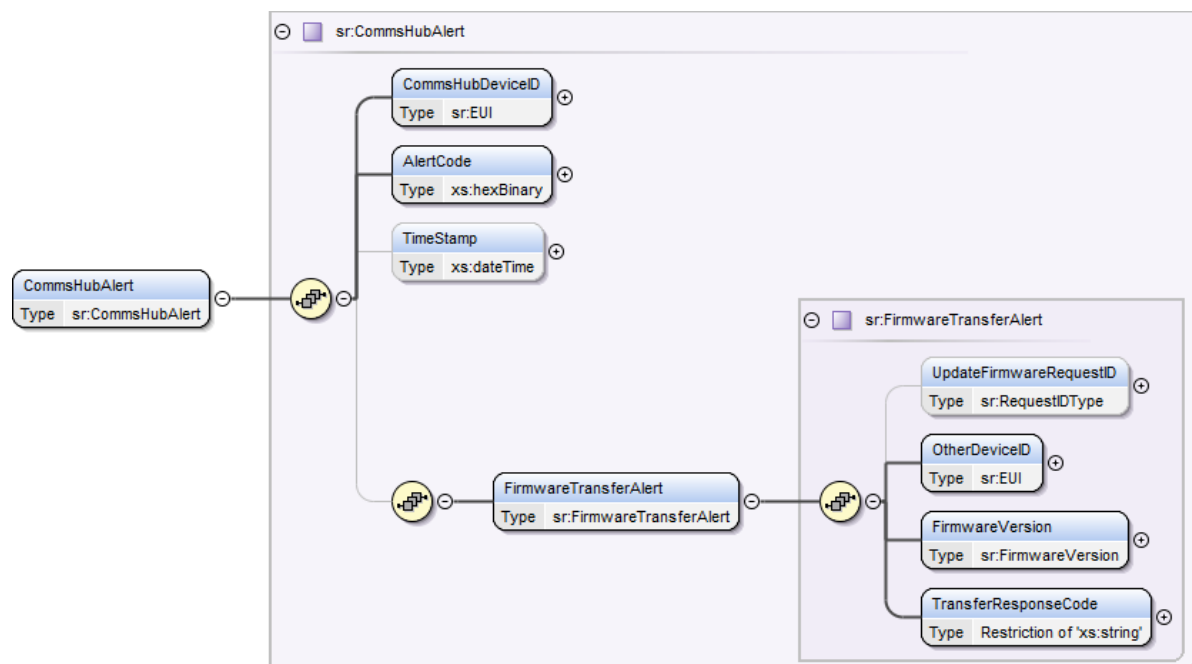 sr:CommsHubAlert
CommsHubDeviceID
Type sr:EUI
AlertCode
Type xs:hexBinary
TimeStamp
Type xs:dateTime
CommsHubAlert
Type sr:CommsHubAlert
sr:FirmwareTransferAlert
UpdateFirmwareRequestID
Type sr:RequestIDType
OtherDeviceID
Type sr:EUI
FirmwareTransferAlert
Type sr:FirmwareTransferAlert
FirmwareVersion
Type sr:FirmwareVersion
TransferResponseCode
Type Restriction of 'xs:string'